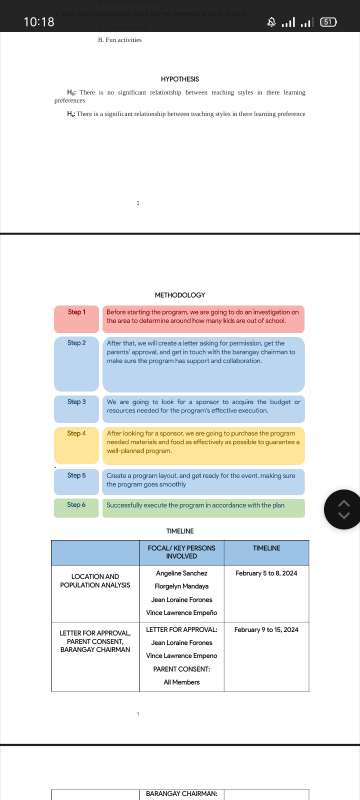 10:18
51
B. Fun activities
HYPOTHESIS
H₀: There is no significant relationship between teaching styles in there learning
preferences
Hₐ: There is a significant relationship between teaching styles in there learning preference
2
METHODOLOGY
Step 1
Before starting the program, we are going to do an investigation on
the area to determine around how many kids are out of school.
Step 2
After that, we will create a letter asking for permission, get the
parents' approval, and get in touch with the barangay chairman to
make sure the program has support and collaboration.
Step 3
We are going to look for a sponsor to acquire the budget or
resources needed for the program's effective execution.
Step 4
After looking for a sponsor, we are going to purchase the program
needed materials and food as effectively as possible to guarantee a
well-planned program.
Step 5
Create a program layout, and get ready for the event, making sure
the program goes smoothly
Step 6
Successfully execute the program in accordance with the plan
TIMELINE
FOCAL/ KEY PERSONS
INVOLVED
TIMELINE
LOCATION AND
POPULATION ANALYSIS
Angeline Sanchez
Florgelyn Mandaya
Jean Loraine Forones
Vince Lawrence Empeño
February 5 to 8, 2024
LETTER FOR APPROVAL,
PARENT CONSENT,
BARANGAY CHAIRMAN
LETTER FOR APPROVAL:
Jean Loraine Forones
Vince Lawrence Empeno
PARENT CONSENT:
All Members
February 9 to 15, 2024
BARANGAY CHAIRMAN: